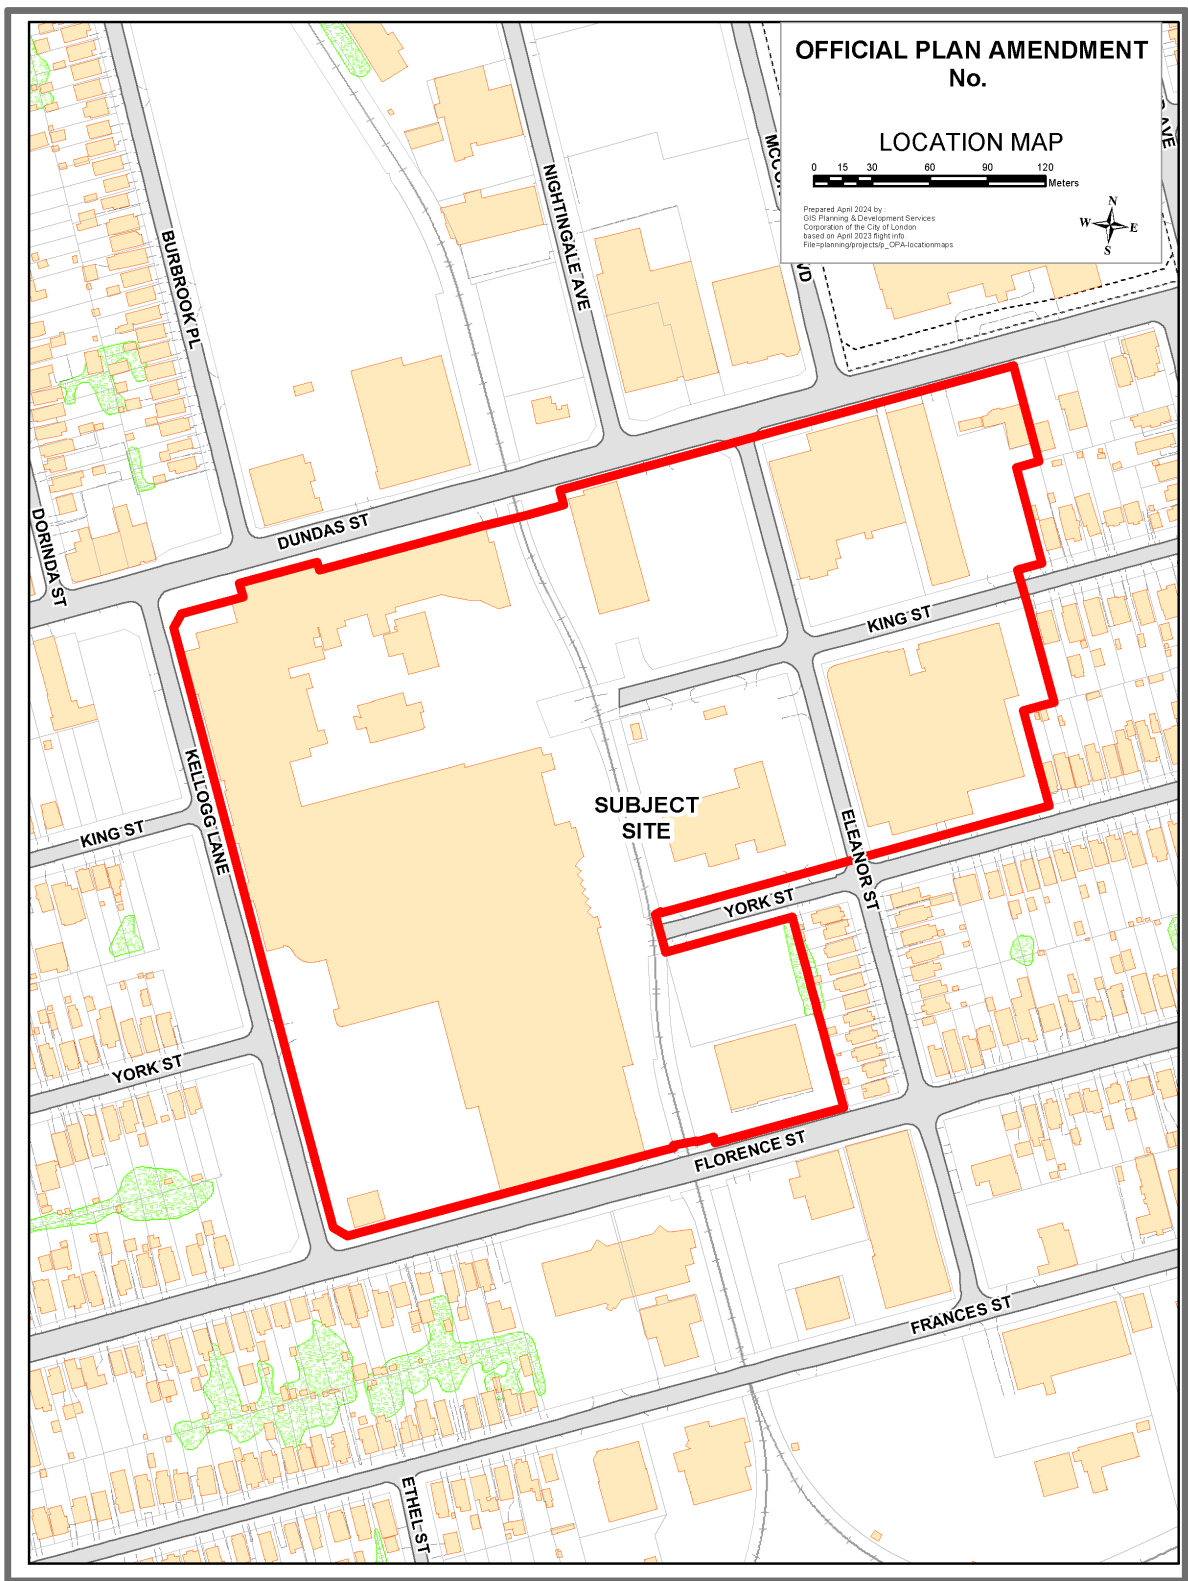 OFFICIAL PLAN AMENDMENT
No.
LOCATION MAP
0 15 30 60 90 120
Meters
Prepared April 2024 by :
GIS Planning & Development Services
Corporation of the City of London
based on April 2023 flight info.
File=planning/projects/p_OPA-locationmaps
N
W E
S
AVE
BURBROOK PL
NIGHTINGALE AVE
DORINDA ST
DUNDAS ST
KING ST
KELLOGG LANE
SUBJECT
SITE
KING ST
ELEANOR ST
YORK ST
YORK ST
FLORENCE ST
FRANCES ST
ETHEL ST